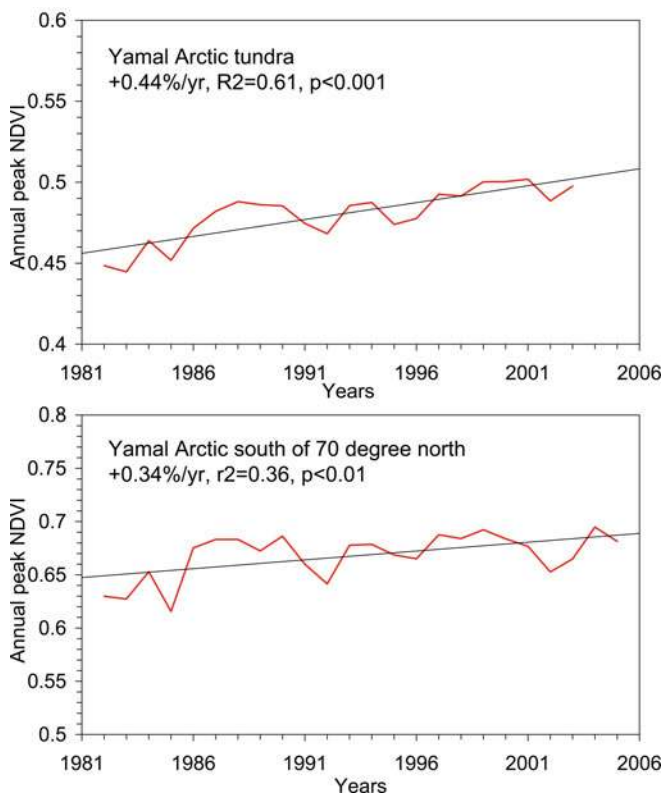 0.6
Yamal Arctic tundra
+0.44%/yr, R2=0.61, p<0.001
0.55
0.5
0.45
0.4
Annual peak NDVI
1981 1986 1991 1996 2001 2006
Years
0.8
Yamal Arctic south of 70 degree north
+0.34%/yr, r2=0.36, p<0.01
0.75
0.7
0.65
0.6
0.55
0.5
Annual peak NDVI
1981 1986 1991 1996 2001 2006
Years